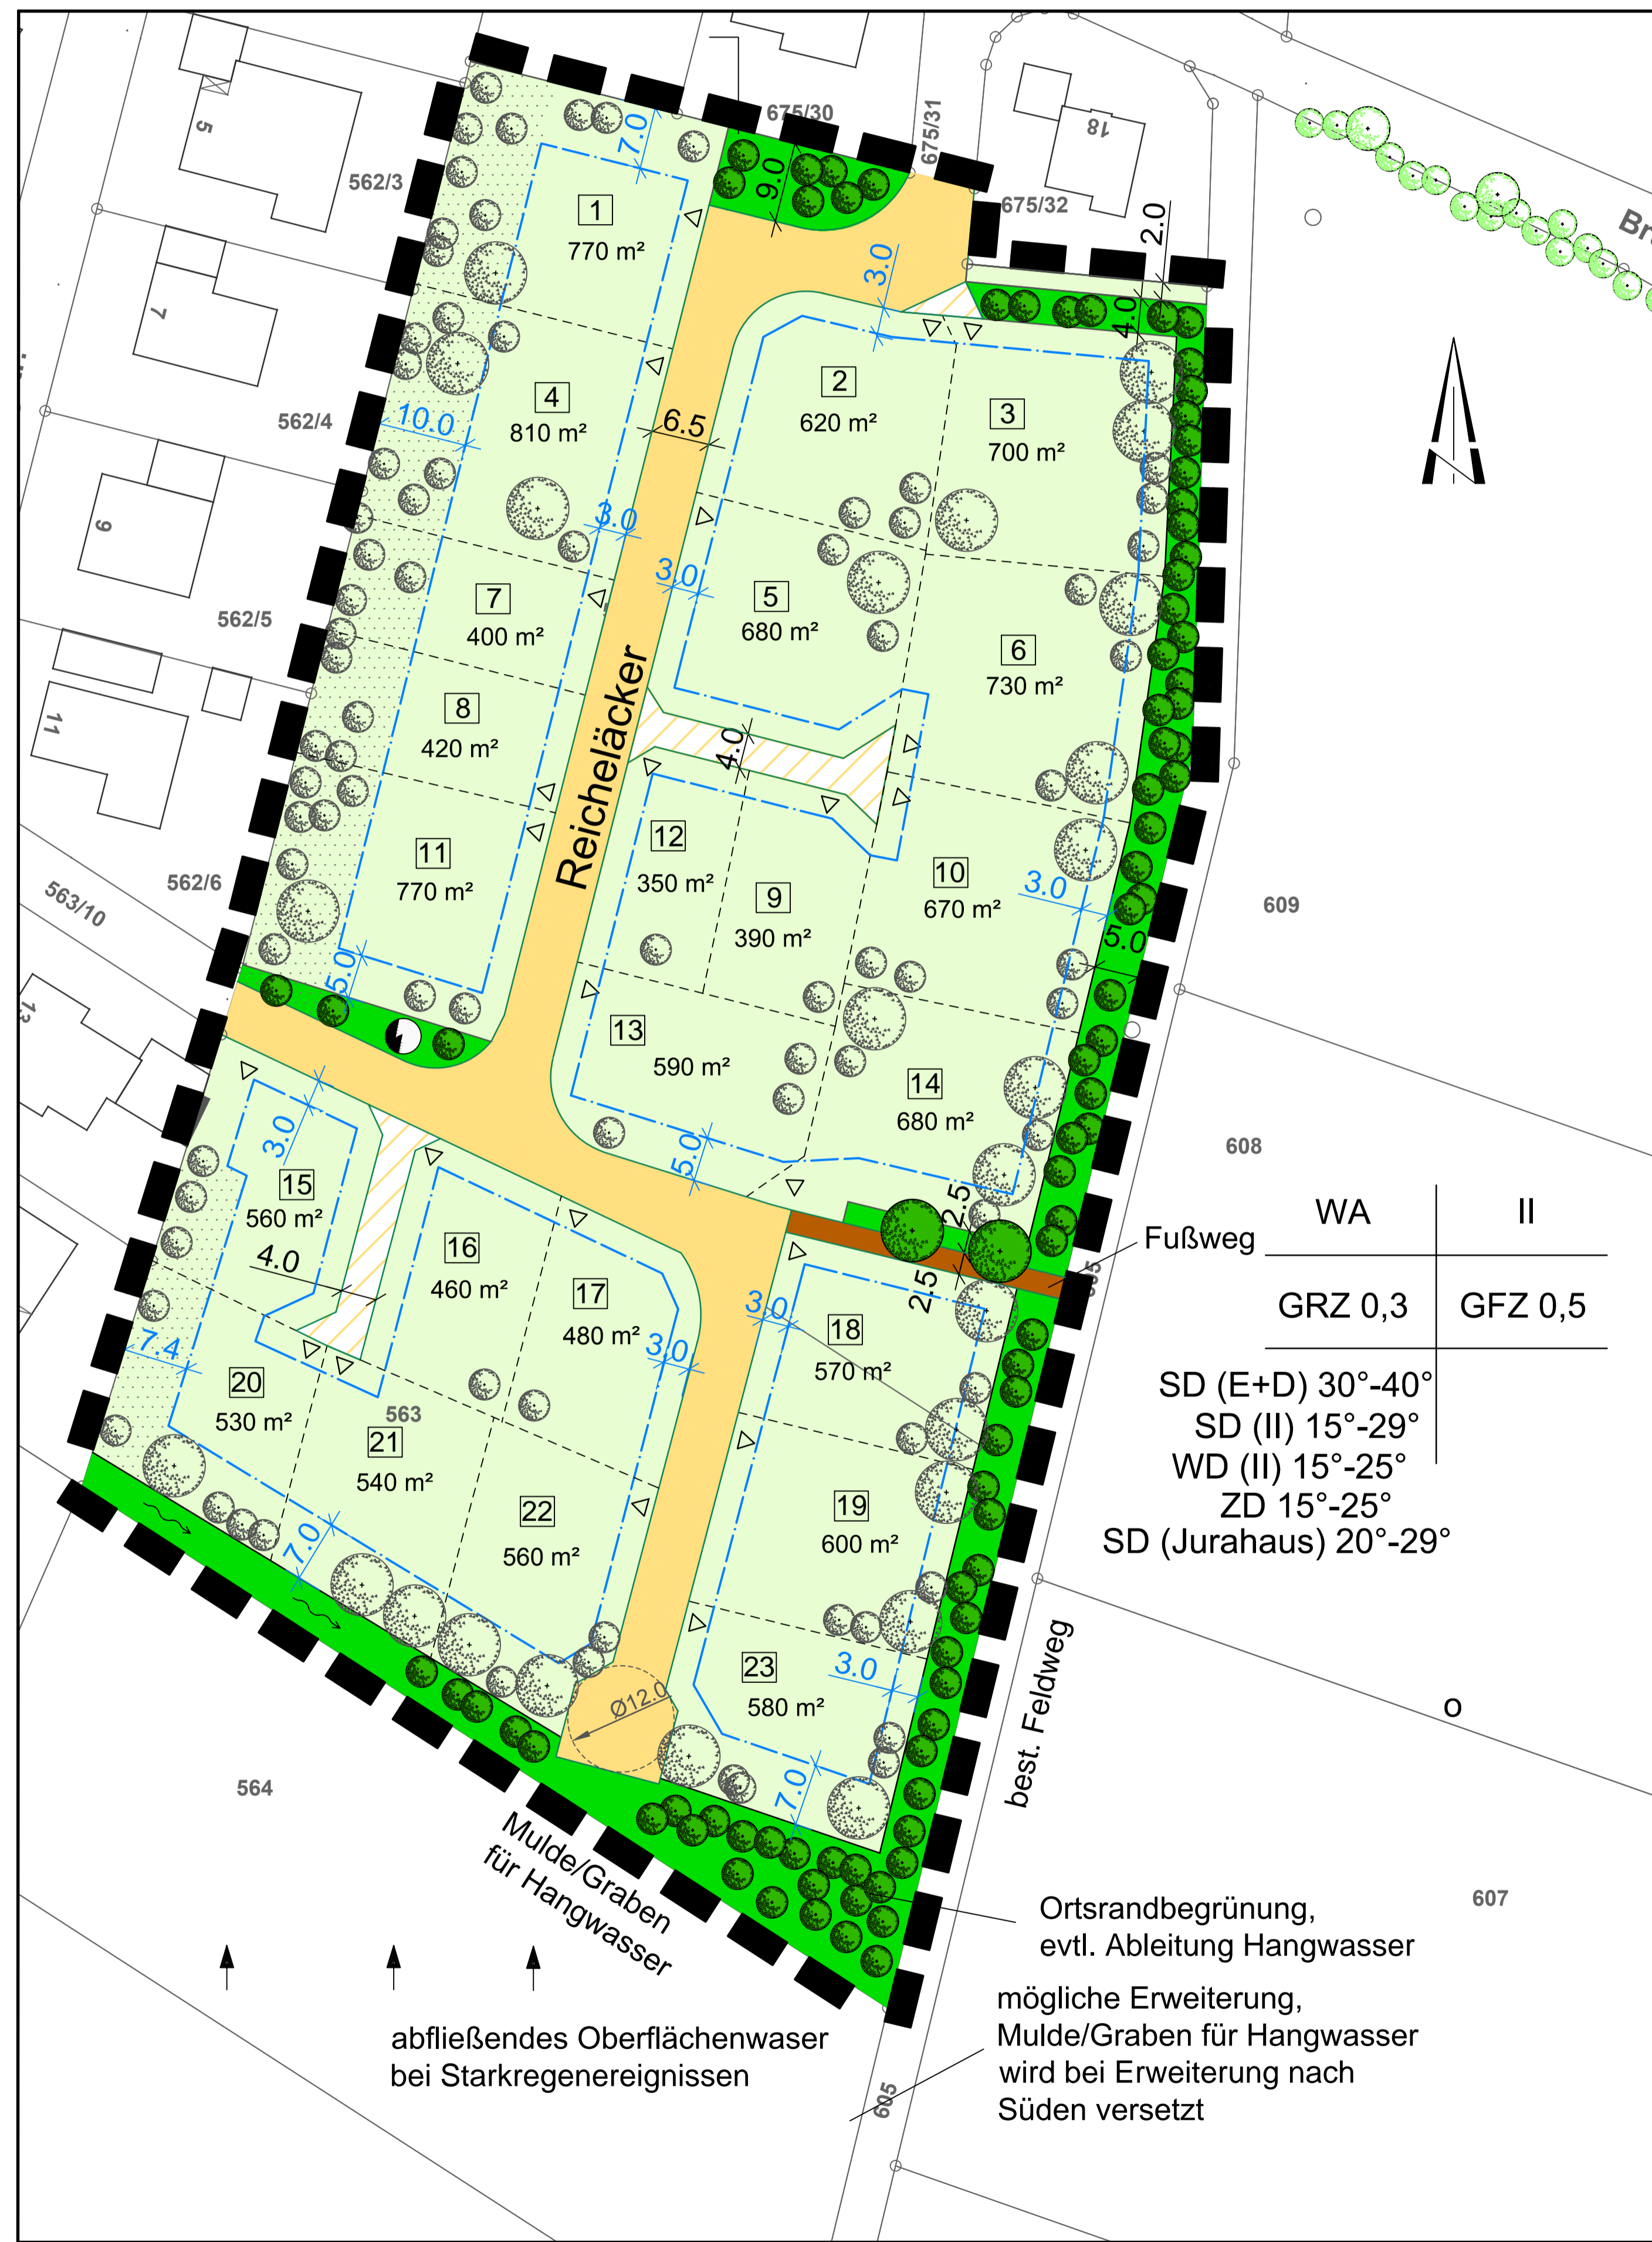 675/30
675/31
675/32
18
5
562/3
7.0
9.0
2.0
4.0
3.0
1
770 m²
7
562/4
10.0
4
810 m²
6.5
2
620 m²
3
700 m²
9
562/5
3.0
3.0
7
400 m²
5
680 m²
6
730 m²
11
8
420 m²
Reicheläcker
4.0
562/6
563/10
11
770 m²
12
350 m²
9
390 m²
10
670 m²
3.0
5.0
609
5.0
13
13
590 m²
14
680 m²
5.0
608
3.0
15
560 m²
4.0
16
460 m²
17
480 m²
3.0
3.0
2.5
2.5
Fußweg
18
570 m²
WA
II
GRZ 0,3
GFZ 0,5
SD (E+D) 30°-40°
SD (II) 15°-29°
WD (II) 15°-25°
ZD 15°-25°
SD (Jurahaus) 20°-29°
7.4
20
530 m²
563
21
540 m²
22
560 m²
7.0
19
600 m²
23
580 m²
3.0
7.0
Ø12.0
best. Feldweg
o
564
607
Mulde/Graben
für Hangwasser
Ortsrandbegrünung,
evtl. Ableitung Hangwasser
mögliche Erweiterung,
Mulde/Graben für Hangwasser
wird bei Erweiterung nach
Süden versetzt
abfließendes Oberflächenwaser
bei Starkregenereignissen
605